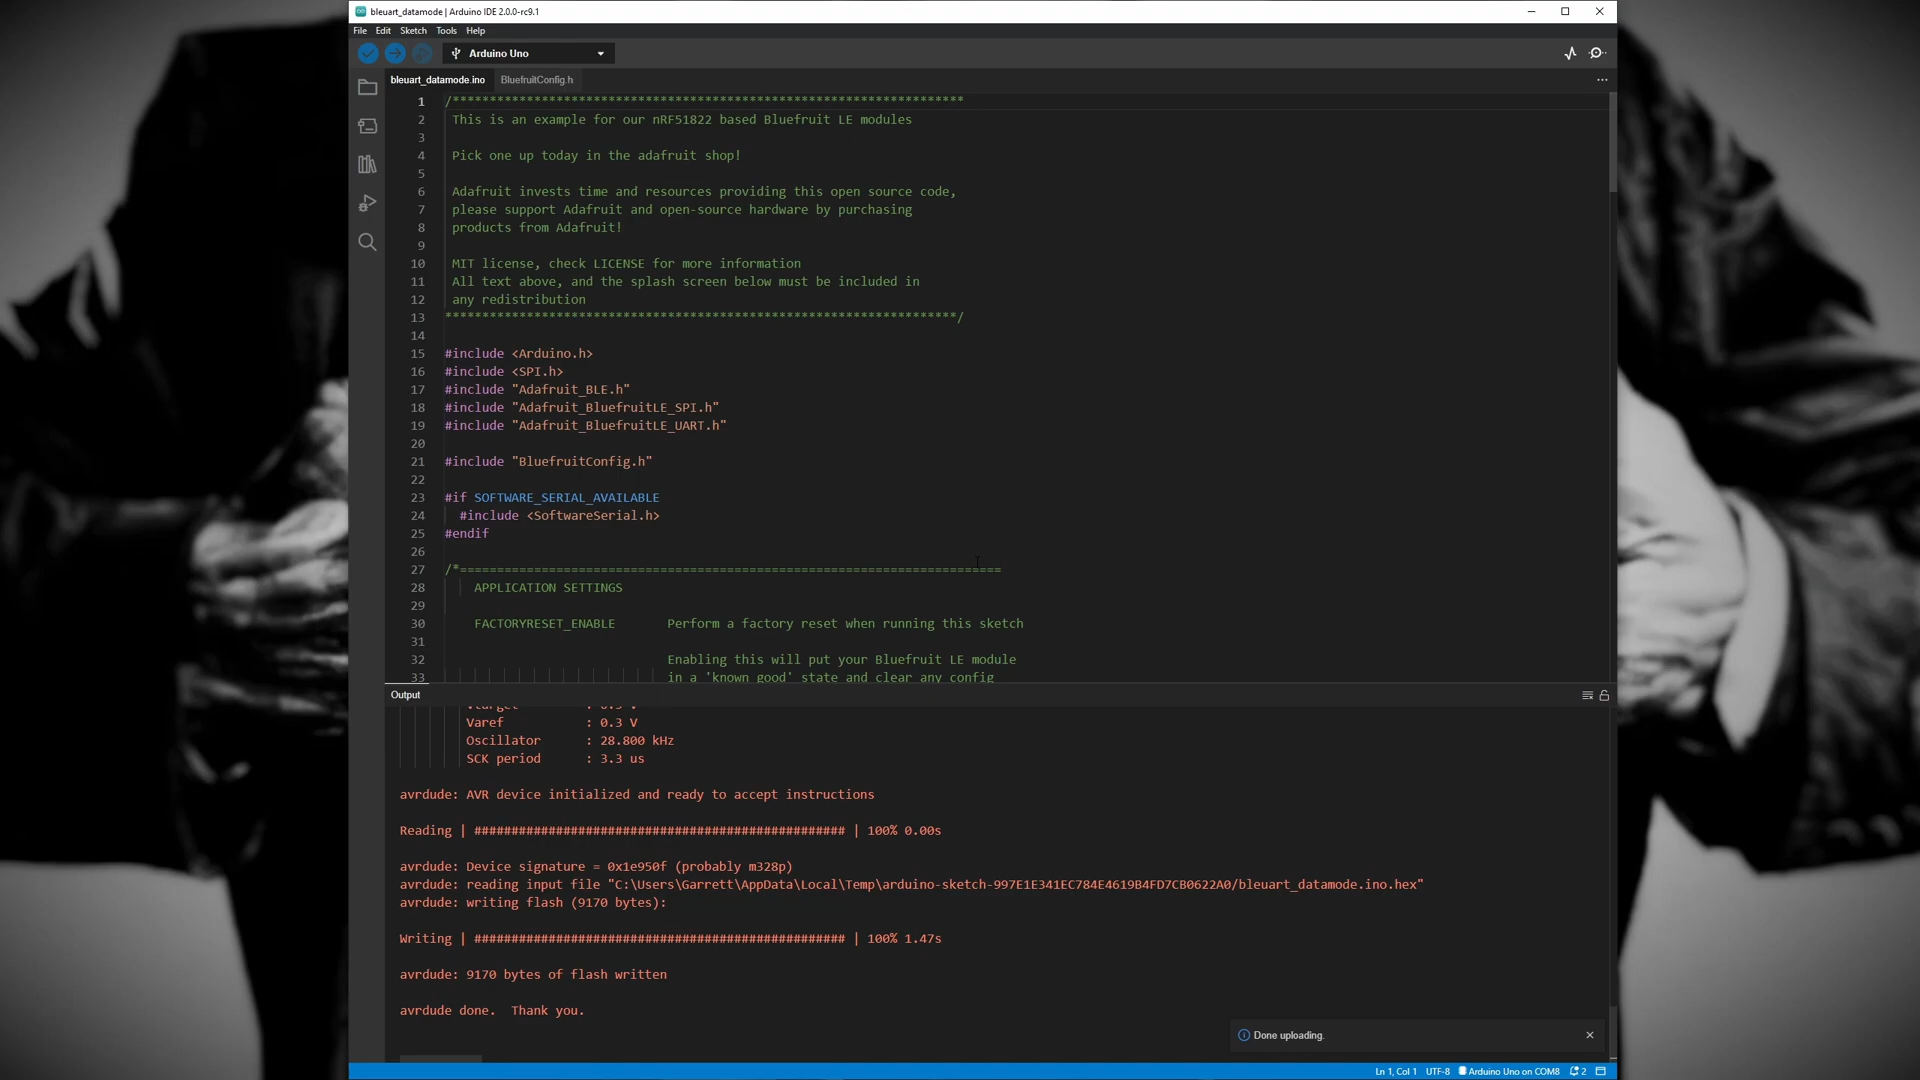 bleuart_datamode | Arduino IDE 2.0.0-rc9.1
File Edit Sketch Tools Help
Arduino Uno
bleuart_datamode.ino BluefruitConfig.h
1 /*********************************************************************
2 This is an example for our nRF51822 based Bluefruit LE modules
3
4 Pick one up today in the adafruit shop!
5
6 Adafruit invests time and resources providing this open source code,
7 please support Adafruit and open-source hardware by purchasing
8 products from Adafruit!
9
10 MIT license, check LICENSE for more information
11 All text above, and the splash screen below must be included in
12 any redistribution
13 *********************************************************************/
14
15 #include <Arduino.h>
16 #include <SPI.h>
17 #include "Adafruit_BLE.h"
18 #include "Adafruit_BluefruitLE_SPI.h"
19 #include "Adafruit_BluefruitLE_UART.h"
20
21 #include "BluefruitConfig.h"
22
23 #if SOFTWARE_SERIAL_AVAILABLE
24 #include <SoftwareSerial.h>
25 #endif
26
27 /*=========================================================================
28 APPLICATION SETTINGS
29
30 FACTORYRESET_ENABLE Perform a factory reset when running this sketch
31
32 Enabling this will put your Bluefruit LE module
33 in a 'known good' state and clear any config
Output
Varef : 0.3 V
Oscillator : 28.800 kHz
SCK period : 3.3 us
avrdude: AVR device initialized and ready to accept instructions
Reading | ################################################## | 100% 0.00s
avrdude: Device signature = 0x1e950f (probably m328p)
avrdude: reading input file "C:\Users\Garrett\AppData\Local\Temp\arduino-sketch-997E1E341EC784E4619B4FD7CB0622A0/bleuart_datamode.ino.hex"
avrdude: writing flash (9170 bytes):
Writing | ################################################## | 100% 1.47s
avrdude: 9170 bytes of flash written
avrdude done. Thank you.
Done uploading.
Ln 1, Col 1 UTF-8 Arduino Uno on COM8 2